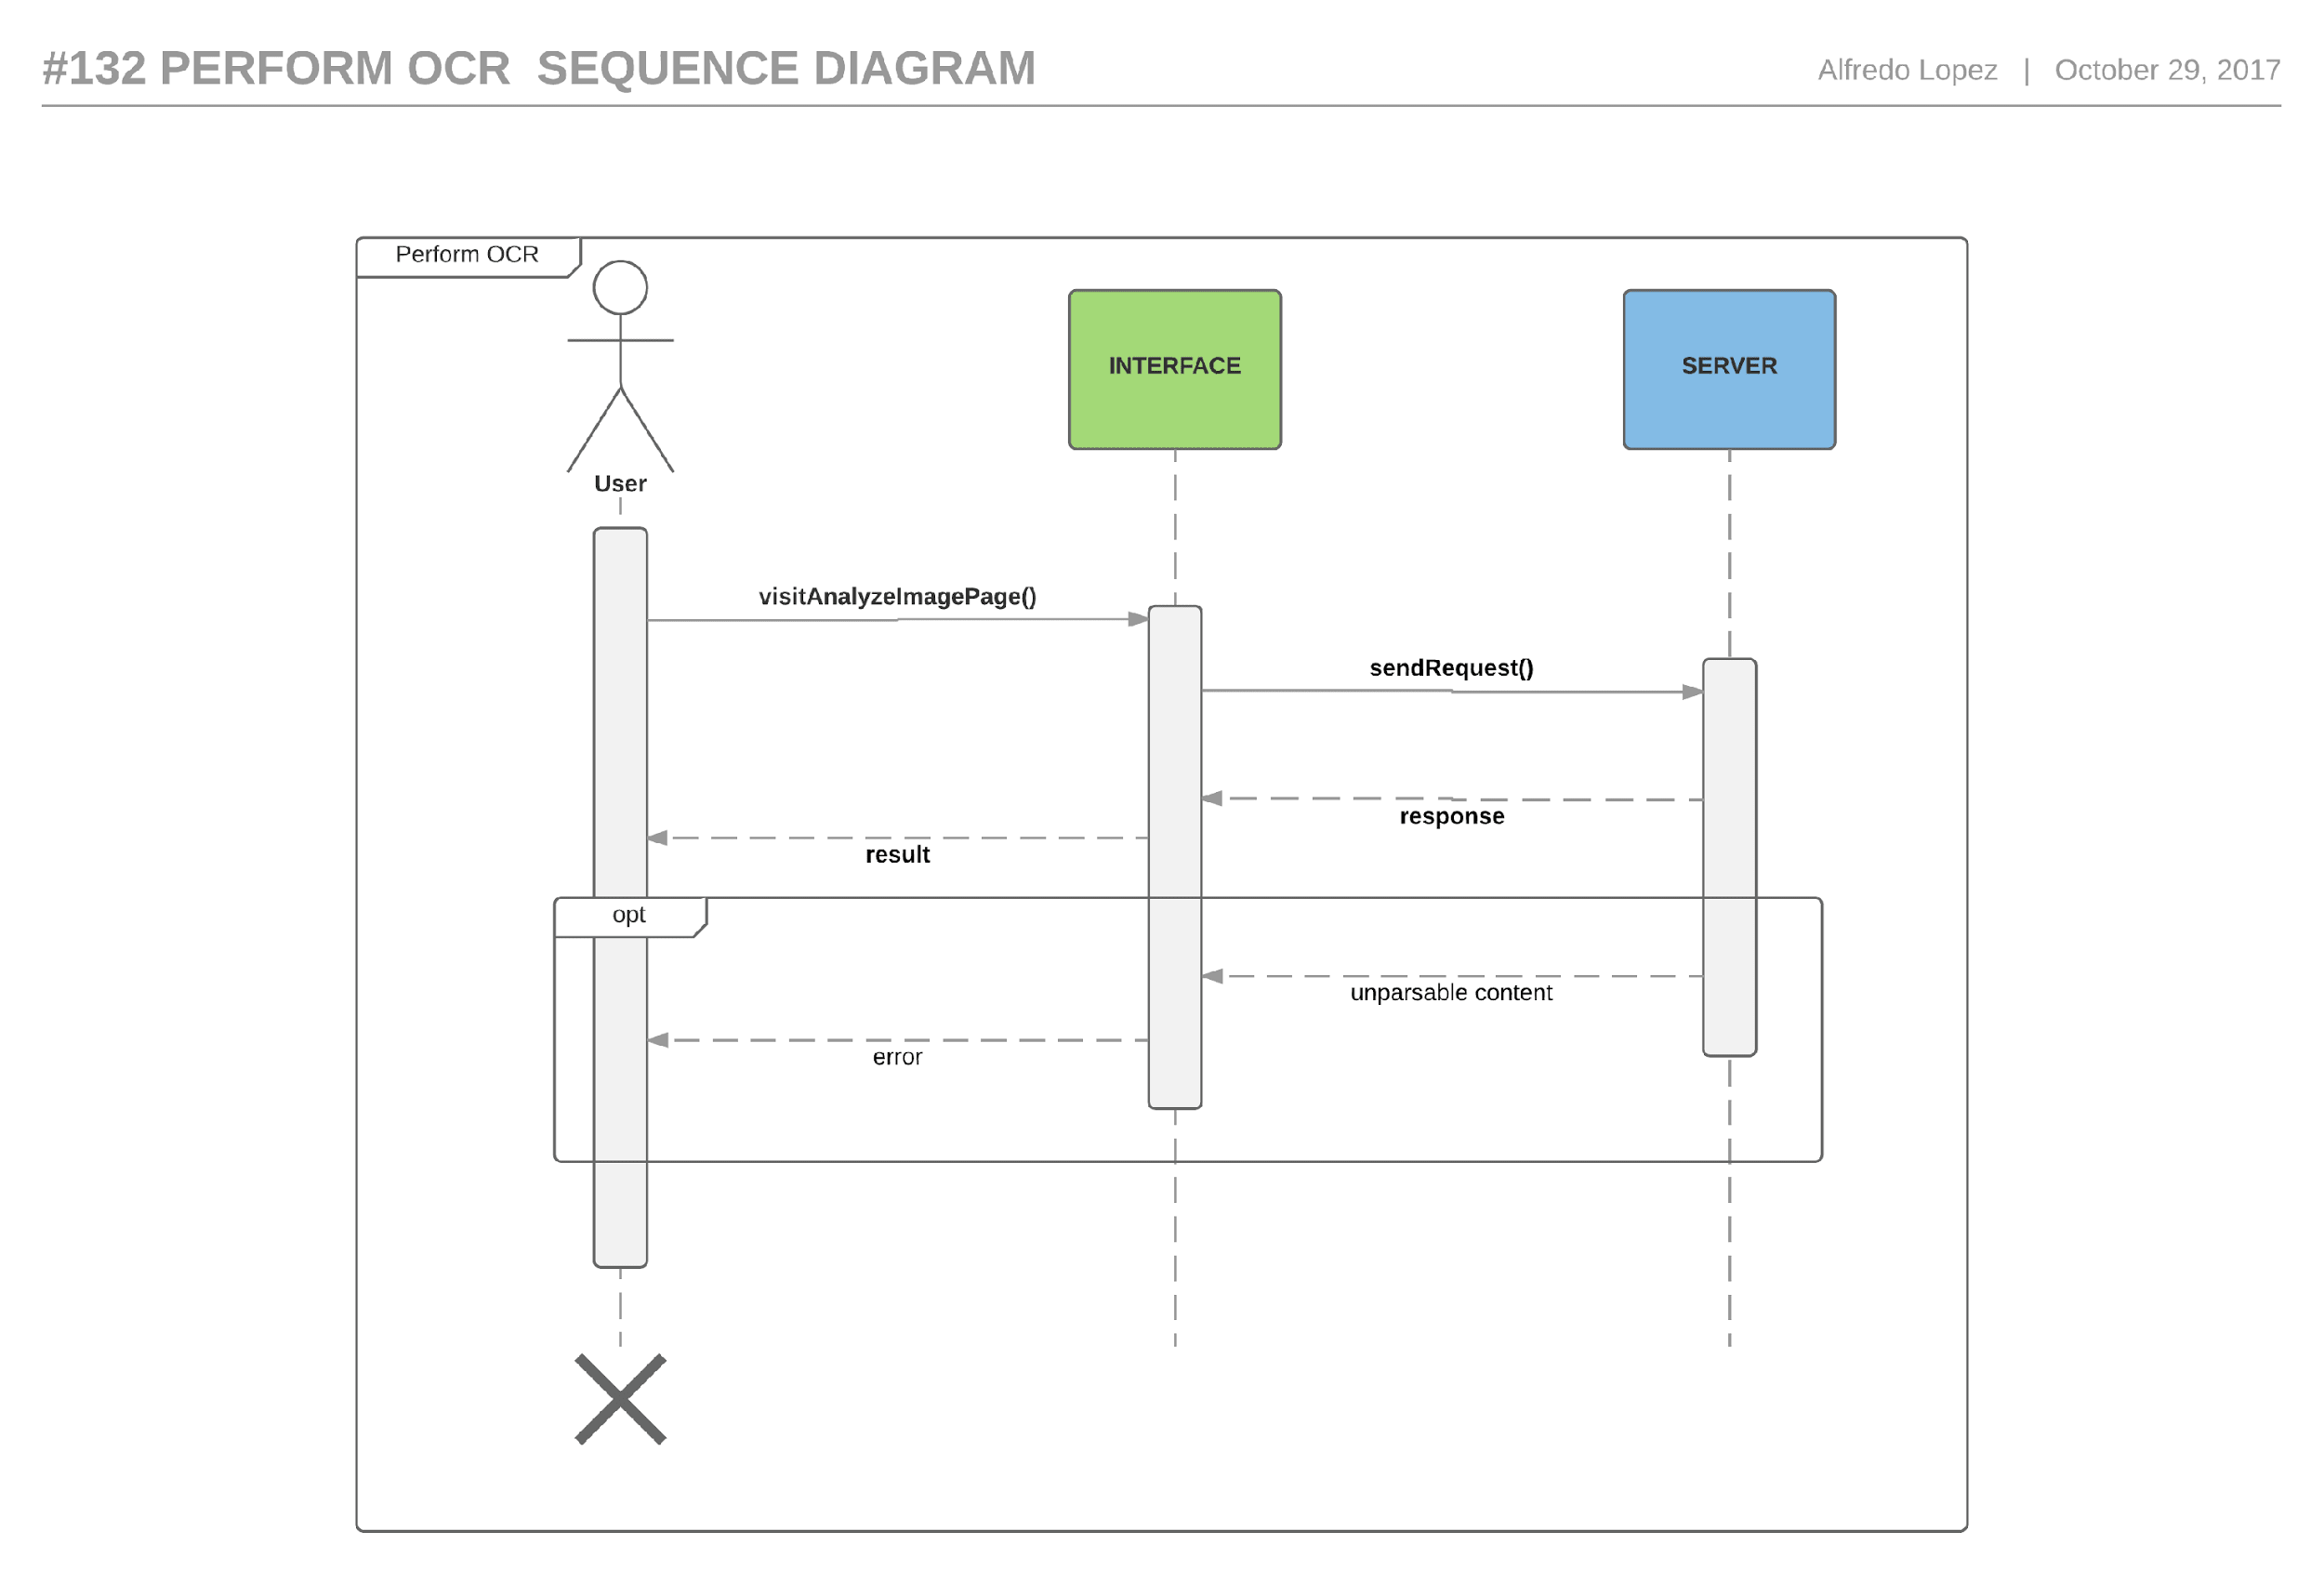 #132 PERFORM OCR  SEQUENCE DIAGRAM
Alfredo Lopez | October 29, 2017
Perform OCR
INTERFACE
SERVER
User
visitAnalyzeImagePage()
sendRequest()
response
result
opt
unparsable content
error